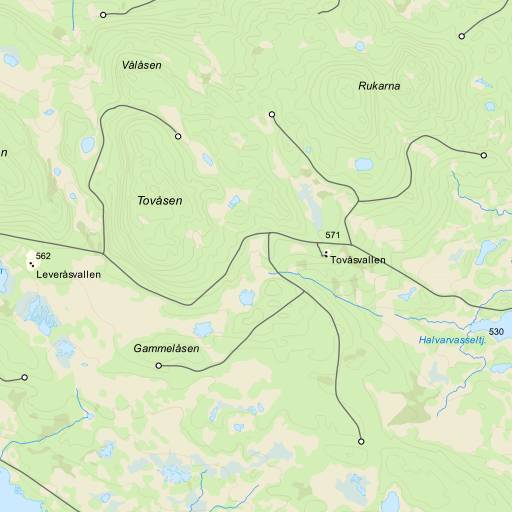 Vålåsen
Rukarna
n
Tovåsen
571
562
Tovåsvallen
Leveråsvallen
530
Halvarvasseltj.
Gammelåsen